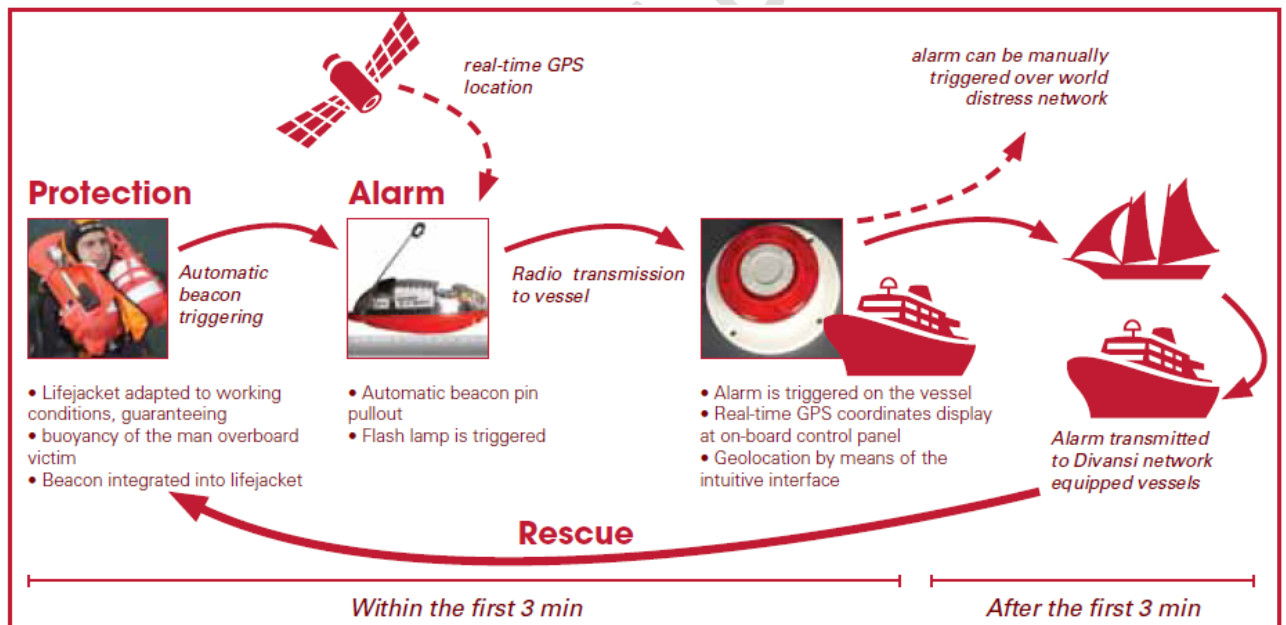 real-time GPS
location
alarm can be manually
triggered over world
distress network
Protection
Alarm
Automatic
beacon
triggering
Radio transmission
to vessel
• Lifejacket adapted to working
conditions, guaranteeing
• buoyancy of the man overboard
victim
• Beacon integrated into lifejacket
• Automatic beacon pin
pullout
• Flash lamp is triggered
• Alarm is triggered on the vessel
• Real-time GPS coordinates display
at on-board control panel
• Geolocation by means of the
intuitive interface
Alarm transmitted
to Divansi network
equipped vessels
Rescue
Within the first 3 min
After the first 3 min